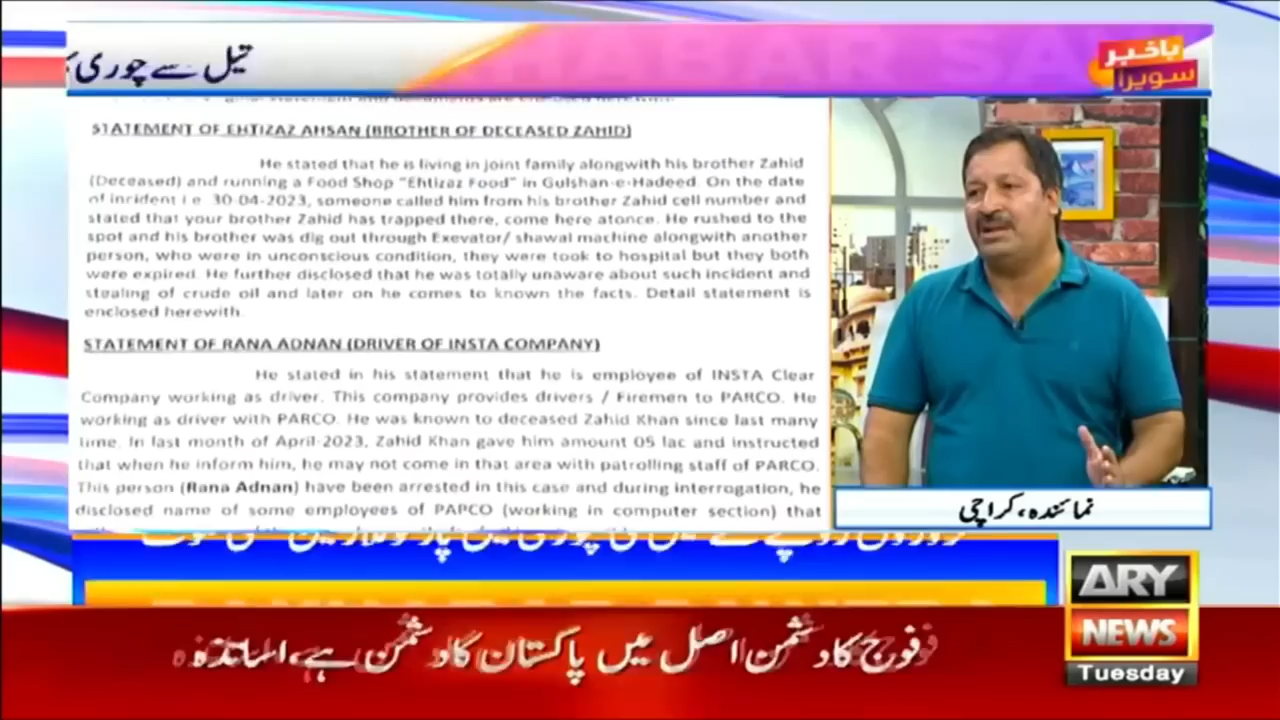 تیل سے چوری
KHABAR SA
باخبر
سویرا
STATEMENT OF EHTIZAZ AHSAN (BROTHER OF DECEASED ZAHID)
He stated that he is living in joint family alongwith his brother Zahid
(Deceased) and running a Food Shop "Ehtizaz Food" in Gulshan-e-Hadeed. On the date
of incident i.e. 30-04-2023, someone called him from his brother Zahid cell number and
stated that your brother Zahid has trapped there, come here atonce. He rushed to the
spot and his brother was dig out through Exevator/ shawal machine alongwith another
person, who were in unconscious condition, they were took to hospital but they both
were expired. He further disclosed that he was totally unaware about such incident and
stealing of crude oil and later on he comes to known the facts. Detail statement is
enclosed herewith.
STATEMENT OF RANA ADNAN (DRIVER OF INSTA COMPANY)
He stated in his statement that he is employee of INSTA Clear
Company working as driver. This company provides drivers / Firemen to PARCO. He
working as driver with PARCO. He was known to deceased Zahid Khan since last many
time. In last month of April-2023, Zahid Khan gave him amount 05 lac and instructed
that when he inform him, he may not come in that area with patrolling staff of PARCO.
This person (Rana Adnan) have been arrested in this case and during interrogation, he
disclosed name of some employees of PAPCO (working in computer section) that
نمائندہ، کراچی
ARY
NEWS
Tuesday
فوج کا دشمن اصل میں پاکستان کا دشمن ہے، اساتذہ